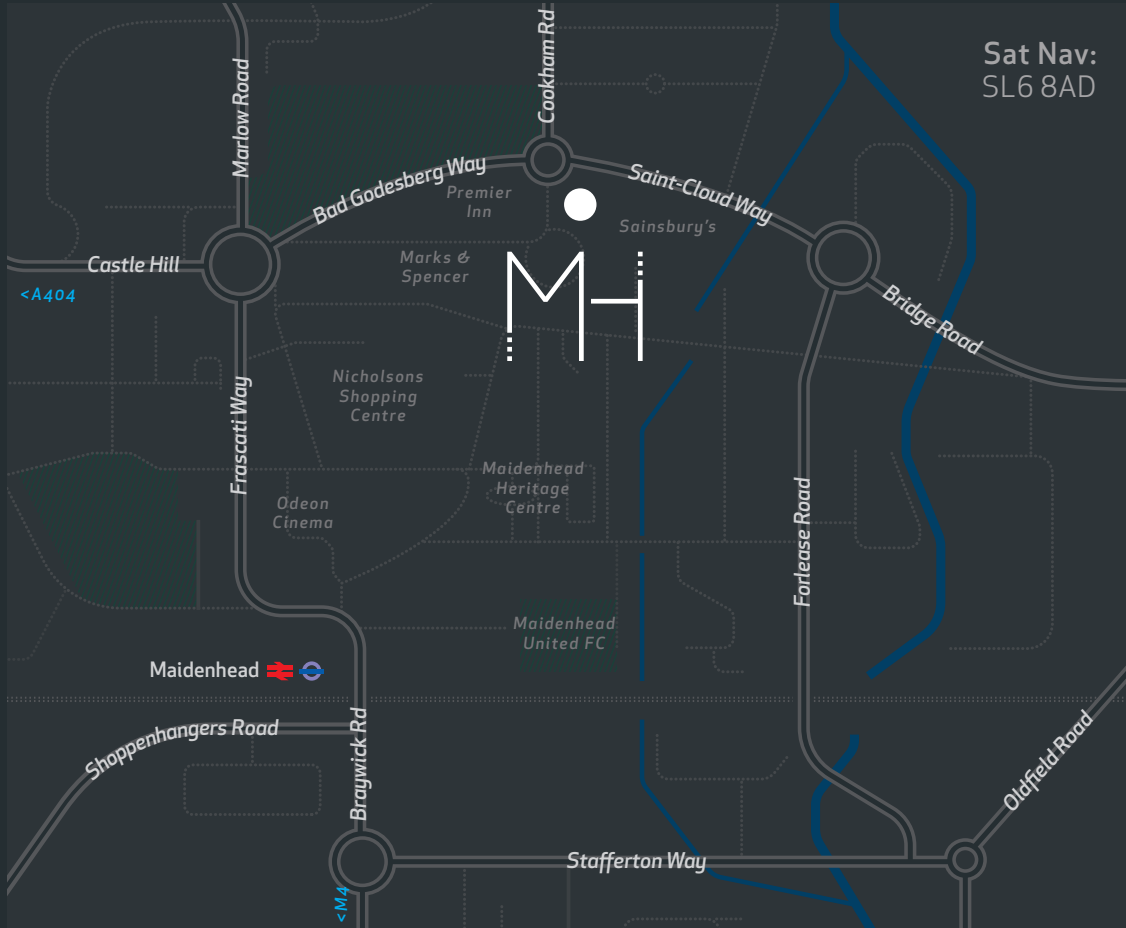 Sat Nav:
SL6 8AD
Cookham Rd
Marlow Road
Bad Godesberg Way
Saint-Cloud Way
Premier
Inn
Sainsbury's
Castle Hill
<A404
Marks &
Spencer
MH
Bridge Road
Nicholsons
Shopping
Centre
Frascati Way
Maidenhead
Heritage
Centre
Odeon
Cinema
Forlease Road
Maidenhead
United FC
Maidenhead
Shoppenhangers Road
Braywick Rd
Oldfield Road
Stafferton Way
<M4